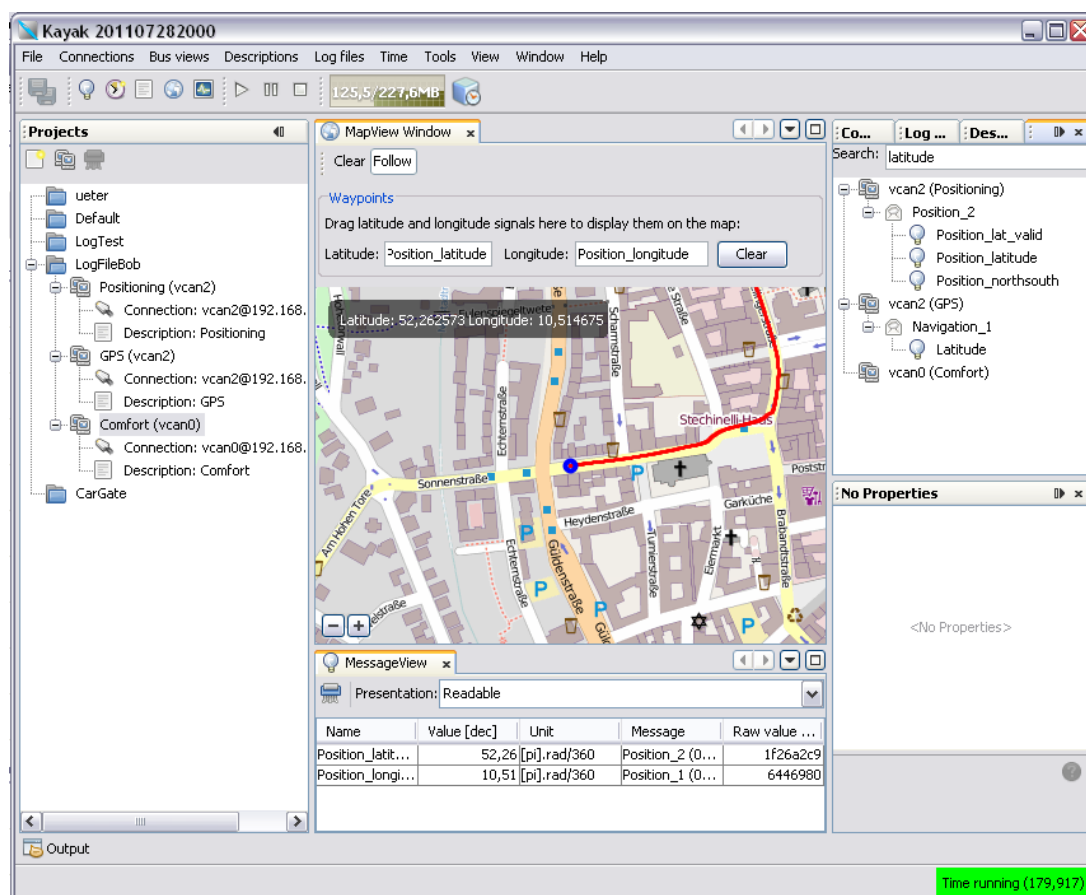 Kayak 201107282000
File Connections Bus views Descriptions Log files Time Tools View Window Help
125,5/227,6MB
Projects
ueter
Default
LogTest
LogFileBob
Positioning (vcan2)
Connection: vcan2@192.168.
Description: Positioning
GPS (vcan2)
Connection: vcan2@192.168.
Description: GPS
Comfort (vcan0)
Connection: vcan0@192.168.
Description: Comfort
CarGate
MapView Window
Clear Follow
Waypoints
Drag latitude and longitude signals here to display them on the map:
Latitude: Position_latitude Longitude: Position_longitude Clear
Latitude: 52,262573 Longitude: 10,514675
Eulenspiegeltwete
Echternstraße
Stechinelli-Haus
Sonnenstraße
P
Poststr
Am Hohen Tore
Garküche
Heydenstraße
P
Echternstraße
Güldenstraße
Turnierstraße
Eiermarkt
Brabandtstraße
P
P
P
Gül
MessageView
Presentation: Readable
Name Value [dec] Unit Message Raw value ...
Position_latit... 52,26 [pi].rad/360 Position_2 (0... 1f26a2c9
Position_longi... 10,51 [pi].rad/360 Position_1 (0... 6446980
Co... Log ... Des...
Search: latitude
vcan2 (Positioning)
Position_2
Position_lat_valid
Position_latitude
Position_northsouth
vcan2 (GPS)
Navigation_1
Latitude
vcan0 (Comfort)
No Properties
<No Properties>
?
Output
Time running (179,917)